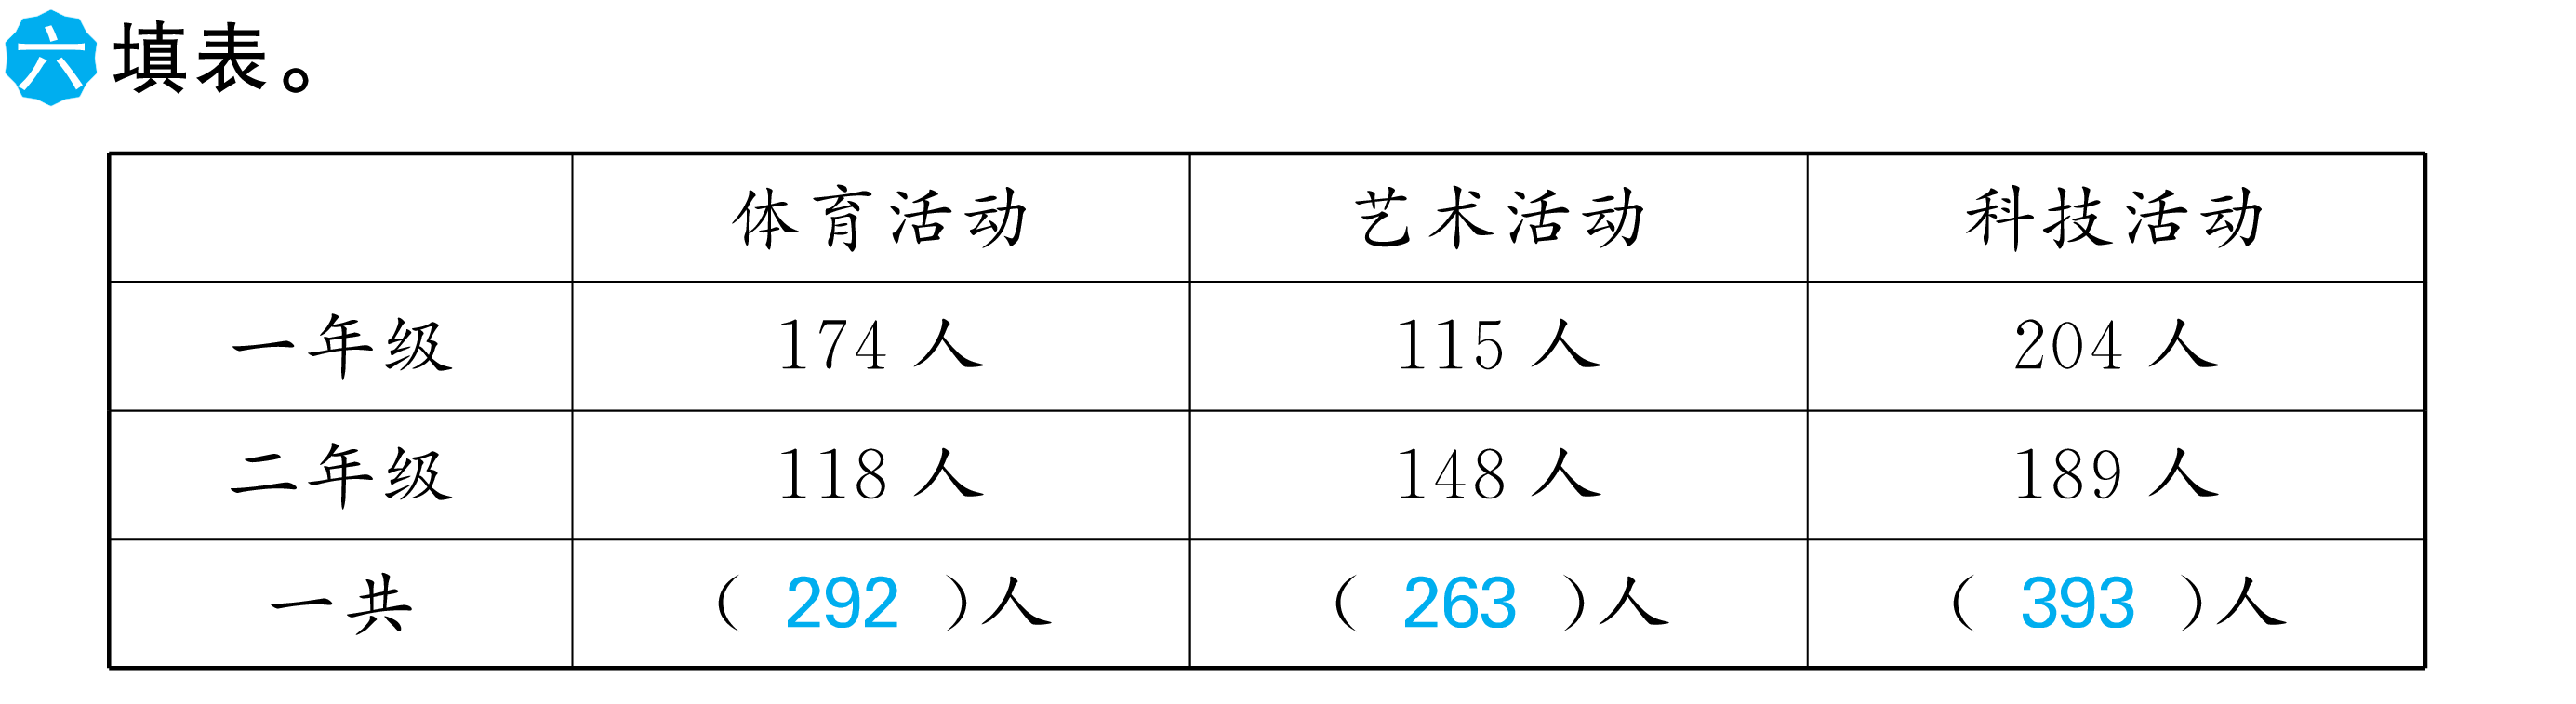 六 填表。
体育活动 艺术活动 科技活动
一年级 174人 115人 204人
二年级 118人 148人 189人
一共 ( 292 )人 ( 263 )人 ( 393 )人